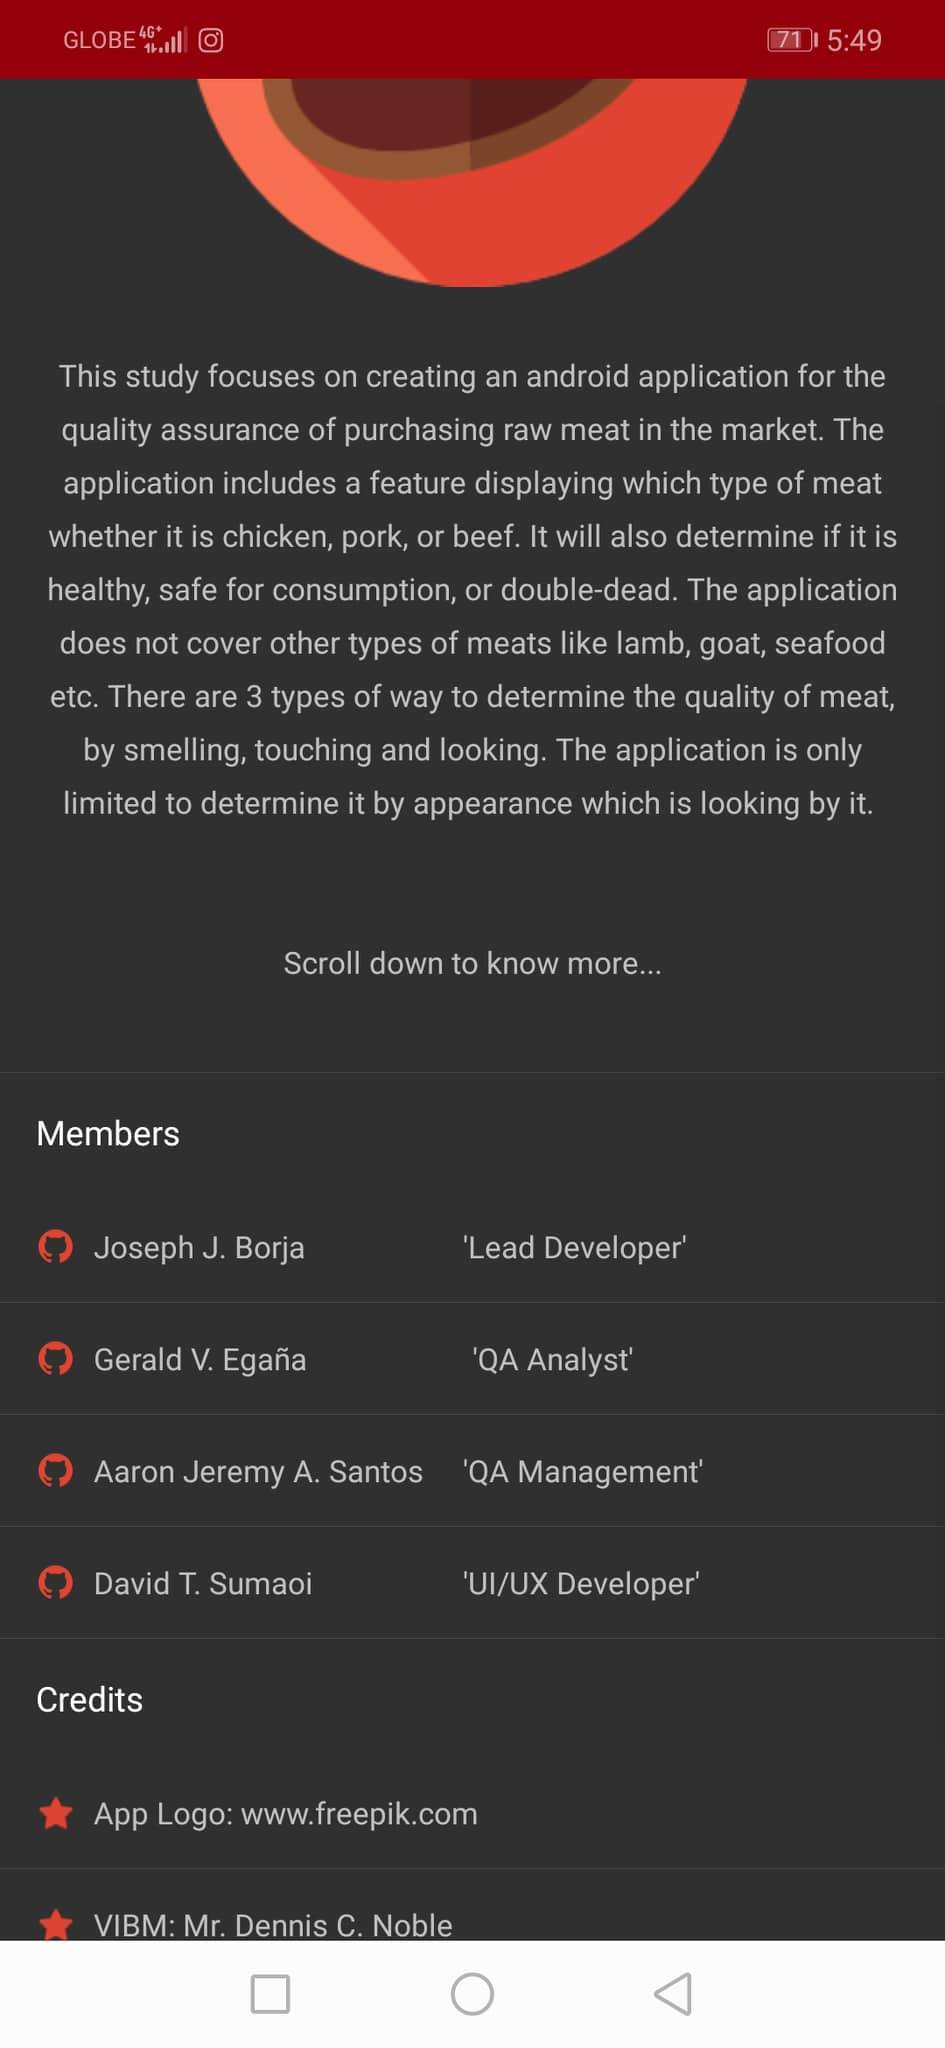 GLOBE 4G+ 71 5:49
This study focuses on creating an android application for the
quality assurance of purchasing raw meat in the market. The
application includes a feature displaying which type of meat
whether it is chicken, pork, or beef. It will also determine if it is
healthy, safe for consumption, or double-dead. The application
does not cover other types of meats like lamb, goat, seafood
etc. There are 3 types of way to determine the quality of meat,
by smelling, touching and looking. The application is only
limited to determine it by appearance which is looking by it.
Scroll down to know more...
Members
Joseph J. Borja 'Lead Developer'
Gerald V. Egaña 'QA Analyst'
Aaron Jeremy A. Santos 'QA Management'
David T. Sumaoi 'UI/UX Developer'
Credits
App Logo: www.freepik.com
VIBM: Mr. Dennis C. Noble